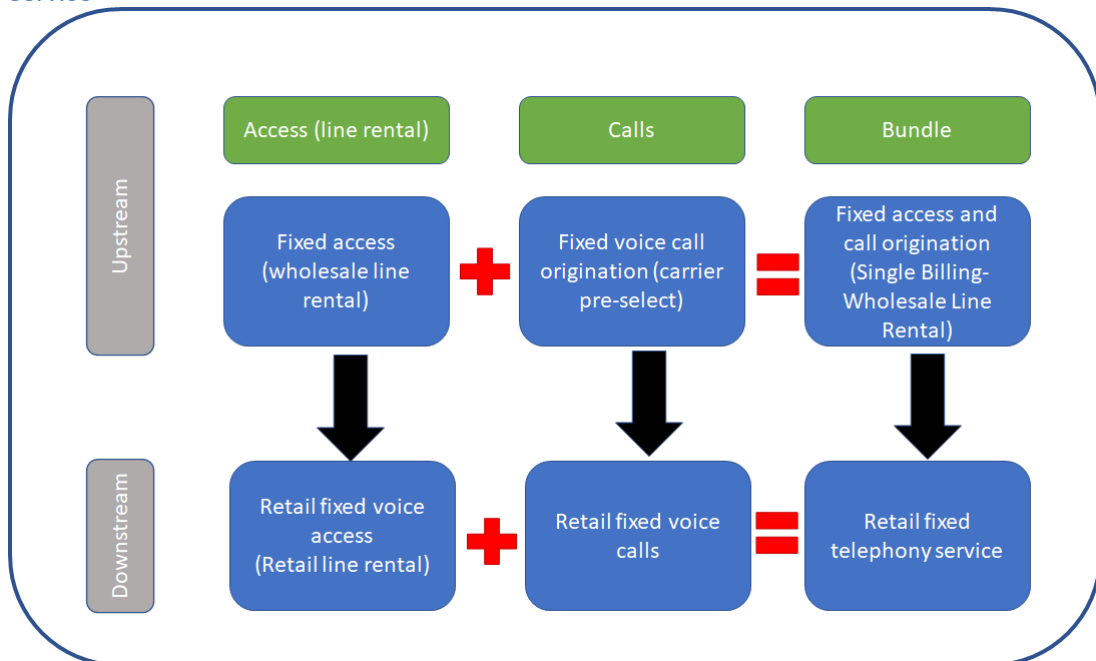 Upstream
Access (line rental)
Calls
Bundle
Fixed access
(wholesale line
rental)
Fixed voice call
origination (carrier
pre-select)
Fixed access and
call origination
(Single Billing-
Wholesale Line
Rental)
Downstream
Retail fixed voice
access
(Retail line rental)
Retail fixed voice
calls
Retail fixed
telephony service